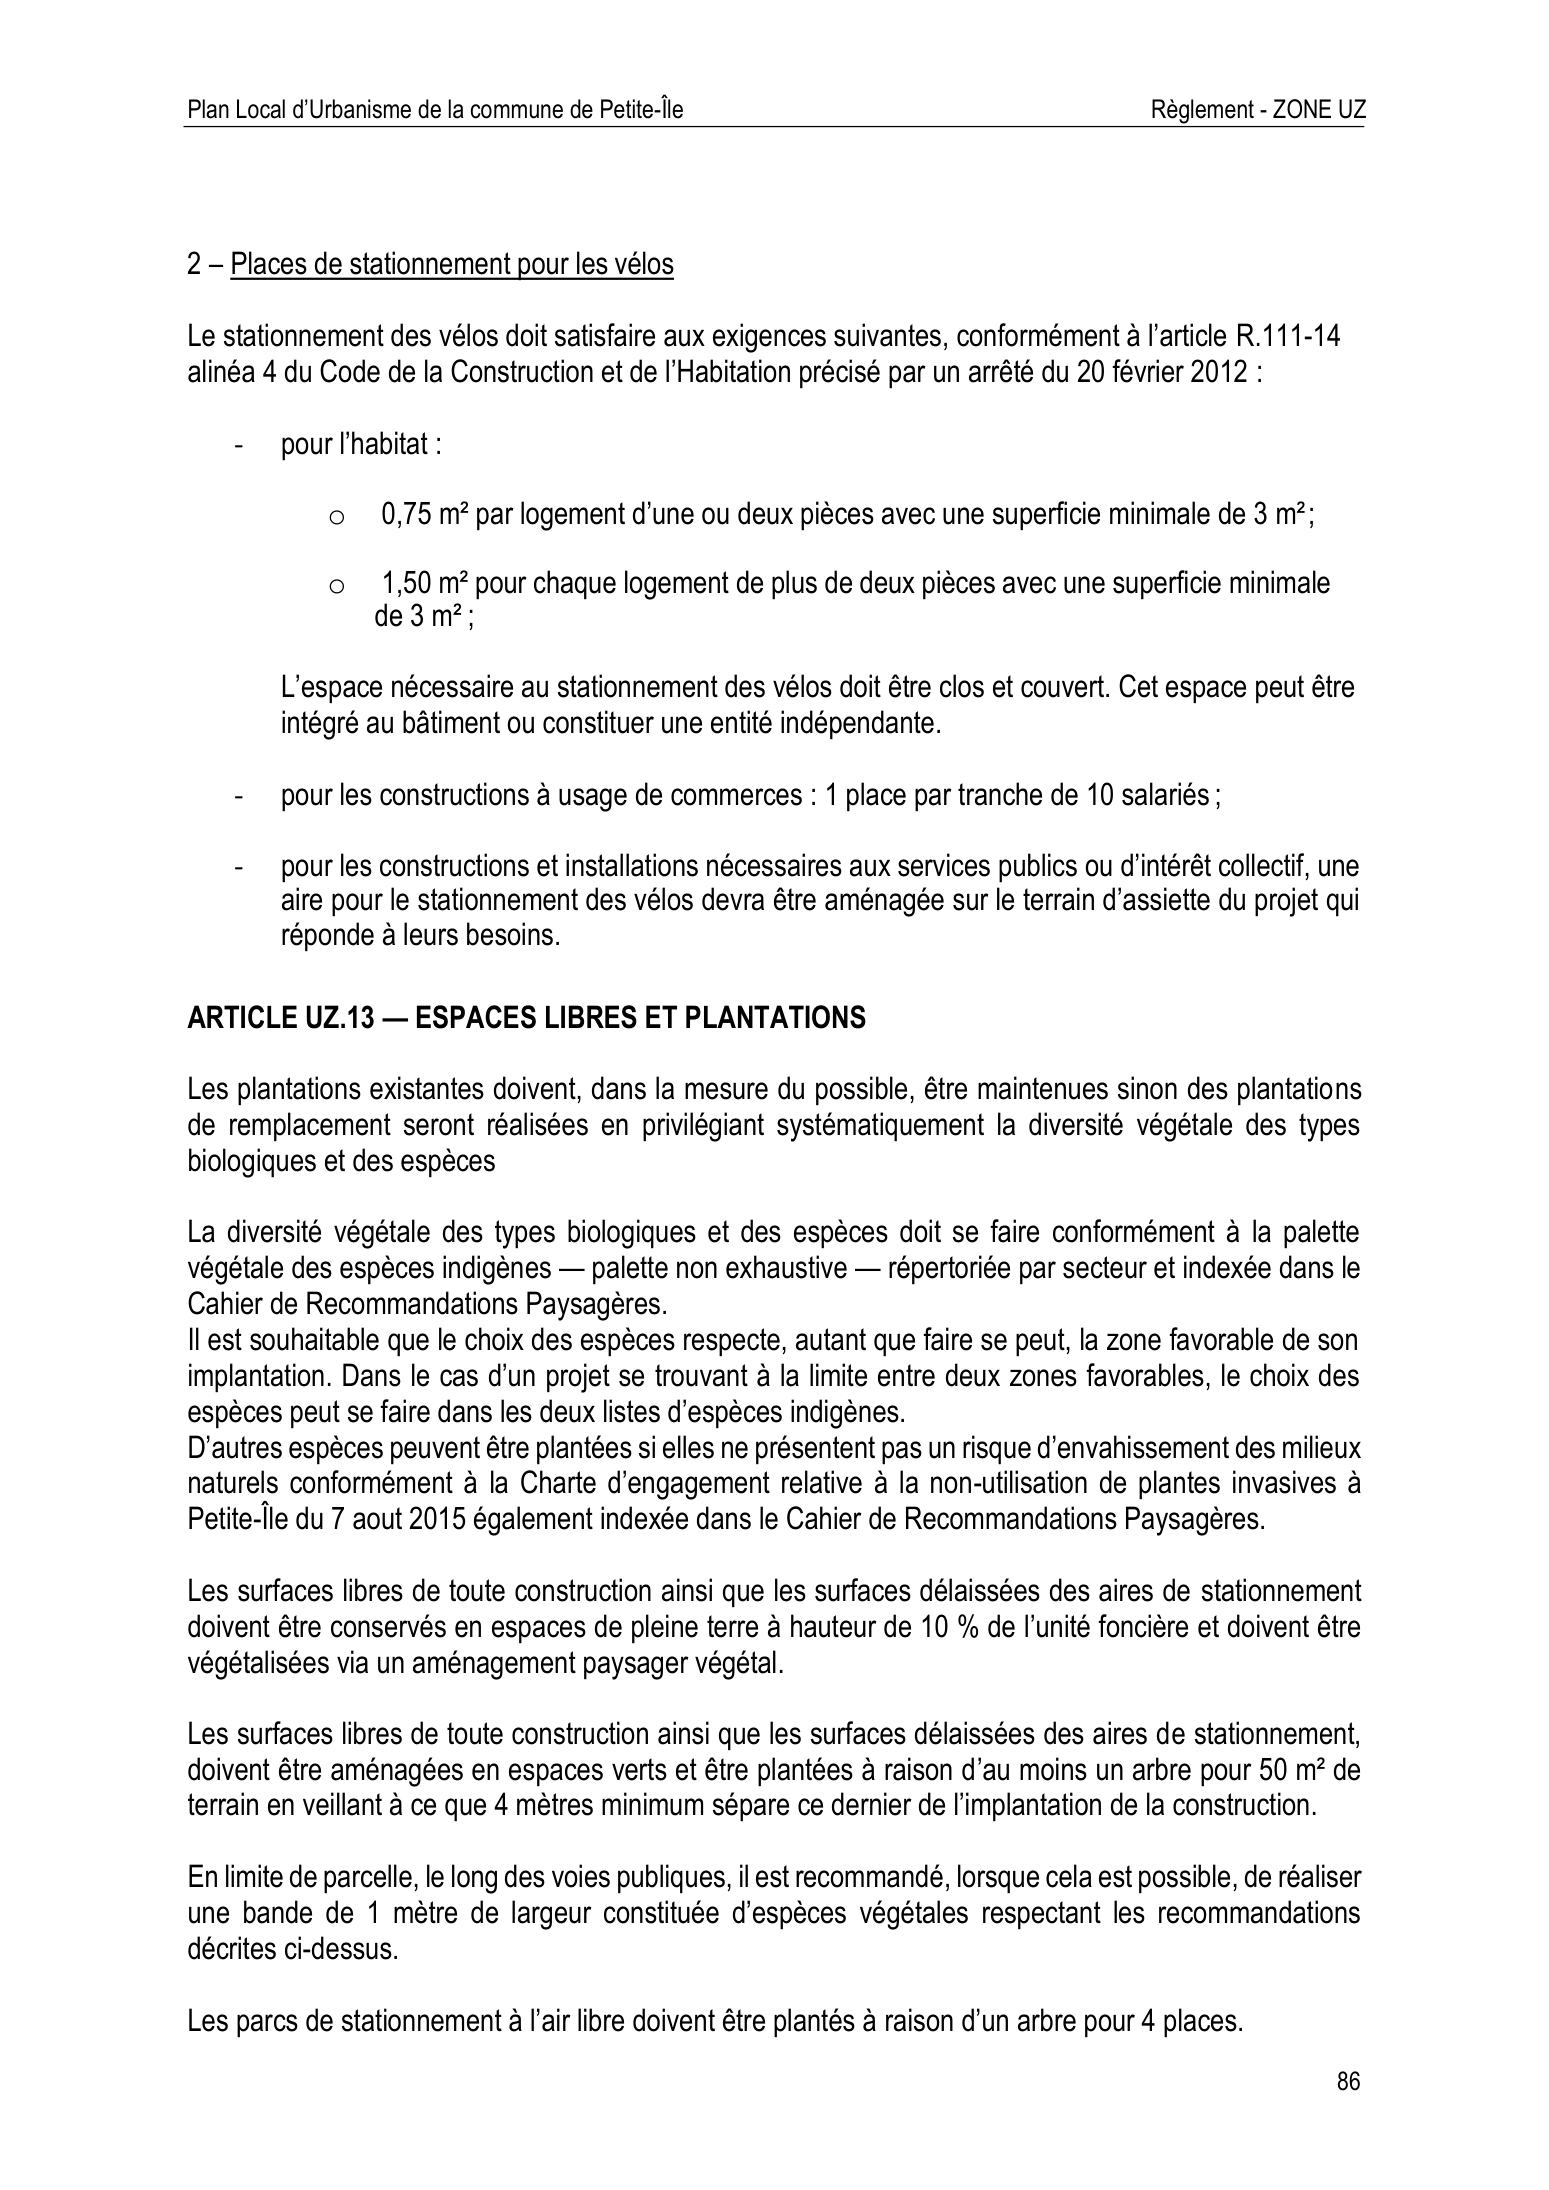 Plan Local d’Urbanisme de la commune de Petite-Île Règlement - ZONE UZ
2 – Places de stationnement pour les vélos
Le stationnement des vélos doit satisfaire aux exigences suivantes, conformément à l’article R.111-14
alinéa 4 du Code de la Construction et de l’Habitation précisé par un arrêté du 20 février 2012 :
- pour l’habitat :
o 0,75 m² par logement d’une ou deux pièces avec une superficie minimale de 3 m² ;
o 1,50 m² pour chaque logement de plus de deux pièces avec une superficie minimale
de 3 m² ;
L’espace nécessaire au stationnement des vélos doit être clos et couvert. Cet espace peut être
intégré au bâtiment ou constituer une entité indépendante.
- pour les constructions à usage de commerces : 1 place par tranche de 10 salariés ;
- pour les constructions et installations nécessaires aux services publics ou d’intérêt collectif, une
aire pour le stationnement des vélos devra être aménagée sur le terrain d’assiette du projet qui
réponde à leurs besoins.
ARTICLE UZ.13 — ESPACES LIBRES ET PLANTATIONS
Les plantations existantes doivent, dans la mesure du possible, être maintenues sinon des plantations
de remplacement seront réalisées en privilégiant systématiquement la diversité végétale des types
biologiques et des espèces
La diversité végétale des types biologiques et des espèces doit se faire conformément à la palette
végétale des espèces indigènes — palette non exhaustive — répertoriée par secteur et indexée dans le
Cahier de Recommandations Paysagères.
Il est souhaitable que le choix des espèces respecte, autant que faire se peut, la zone favorable de son
implantation. Dans le cas d’un projet se trouvant à la limite entre deux zones favorables, le choix des
espèces peut se faire dans les deux listes d’espèces indigènes.
D’autres espèces peuvent être plantées si elles ne présentent pas un risque d’envahissement des milieux
naturels conformément à la Charte d’engagement relative à la non-utilisation de plantes invasives à
Petite-Île du 7 aout 2015 également indexée dans le Cahier de Recommandations Paysagères.
Les surfaces libres de toute construction ainsi que les surfaces délaissées des aires de stationnement
doivent être conservés en espaces de pleine terre à hauteur de 10 % de l’unité foncière et doivent être
végétalisées via un aménagement paysager végétal.
Les surfaces libres de toute construction ainsi que les surfaces délaissées des aires de stationnement,
doivent être aménagées en espaces verts et être plantées à raison d’au moins un arbre pour 50 m² de
terrain en veillant à ce que 4 mètres minimum sépare ce dernier de l’implantation de la construction.
En limite de parcelle, le long des voies publiques, il est recommandé, lorsque cela est possible, de réaliser
une bande de 1 mètre de largeur constituée d’espèces végétales respectant les recommandations
décrites ci-dessus.
Les parcs de stationnement à l’air libre doivent être plantés à raison d’un arbre pour 4 places.
86